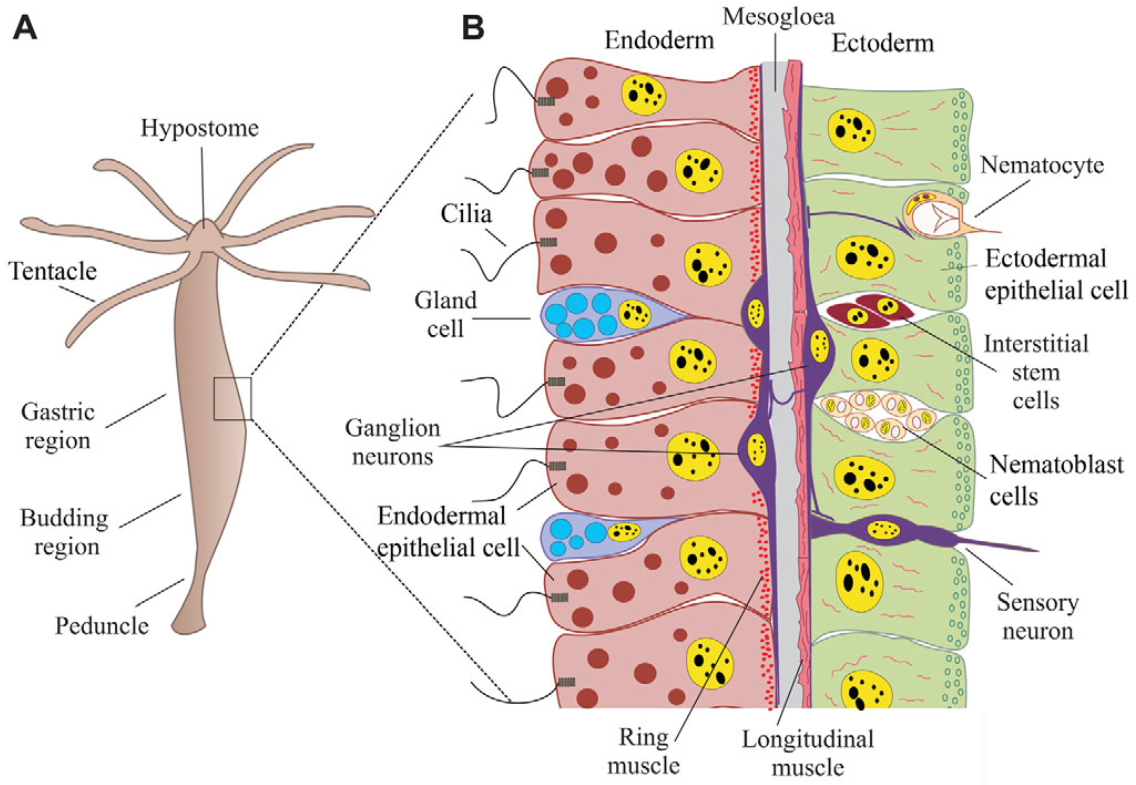 A
Hypostome
Tentacle
Gastric
region
Budding
region
Peduncle
B
Mesogloea
Endoderm
Ectoderm
Cilia
Gland
cell
Ganglion
neurons
Endodermal
epithelial cell
Nematocyte
Ectodermal
epithelial cell
Interstitial
stem
cells
Nematoblast
cells
Sensory
neuron
Ring
muscle
Longitudinal
muscle